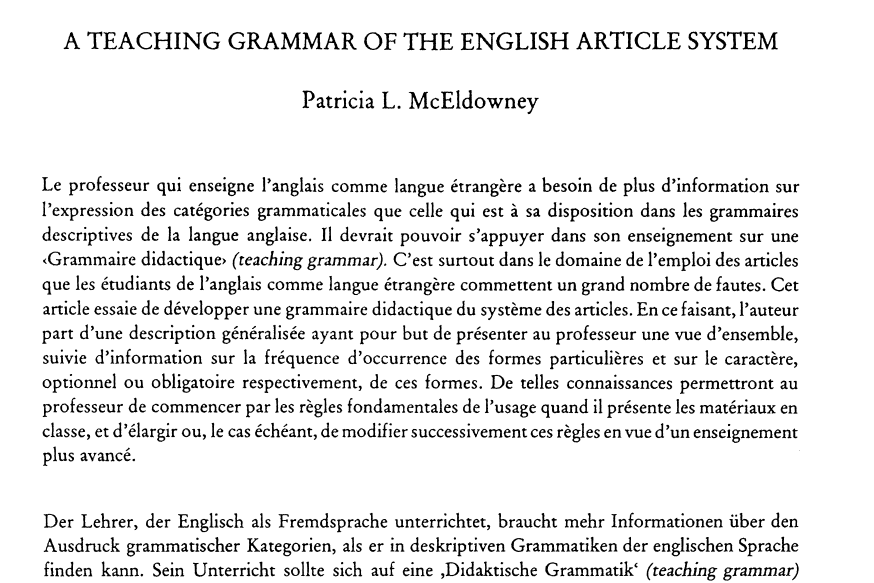 A TEACHING GRAMMAR OF THE ENGLISH ARTICLE SYSTEM
Patricia L. McEldowney
Le professeur qui enseigne l'anglais comme langue étrangère a besoin de plus d'information sur
l'expression des catégories grammaticales que celle qui est à sa disposition dans les grammaires
descriptives de la langue anglaise. Il devrait pouvoir s'appuyer dans son enseignement sur une
‹Grammaire didactique› (teaching grammar). C'est surtout dans le domaine de l'emploi des articles
que les étudiants de l'anglais comme langue étrangère commettent un grand nombre de fautes. Cet
article essaie de développer une grammaire didactique du système des articles. En ce faisant, l'auteur
part d'une description généralisée ayant pour but de présenter au professeur une vue d'ensemble,
suivie d'information sur la fréquence d'occurrence des formes particulières et sur le caractère,
optionnel ou obligatoire respectivement, de ces formes. De telles connaissances permettront au
professeur de commencer par les règles fondamentales de l'usage quand il présente les matériaux en
classe, et d'élargir ou, le cas échéant, de modifier successivement ces règles en vue d'un enseignement
plus avancé.
Der Lehrer, der Englisch als Fremdsprache unterrichtet, braucht mehr Informationen über den
Ausdruck grammatischer Kategorien, als er in deskriptiven Grammatiken der englischen Sprache
finden kann. Sein Unterricht sollte sich auf eine ‚Didaktische Grammatik‘ (teaching grammar)